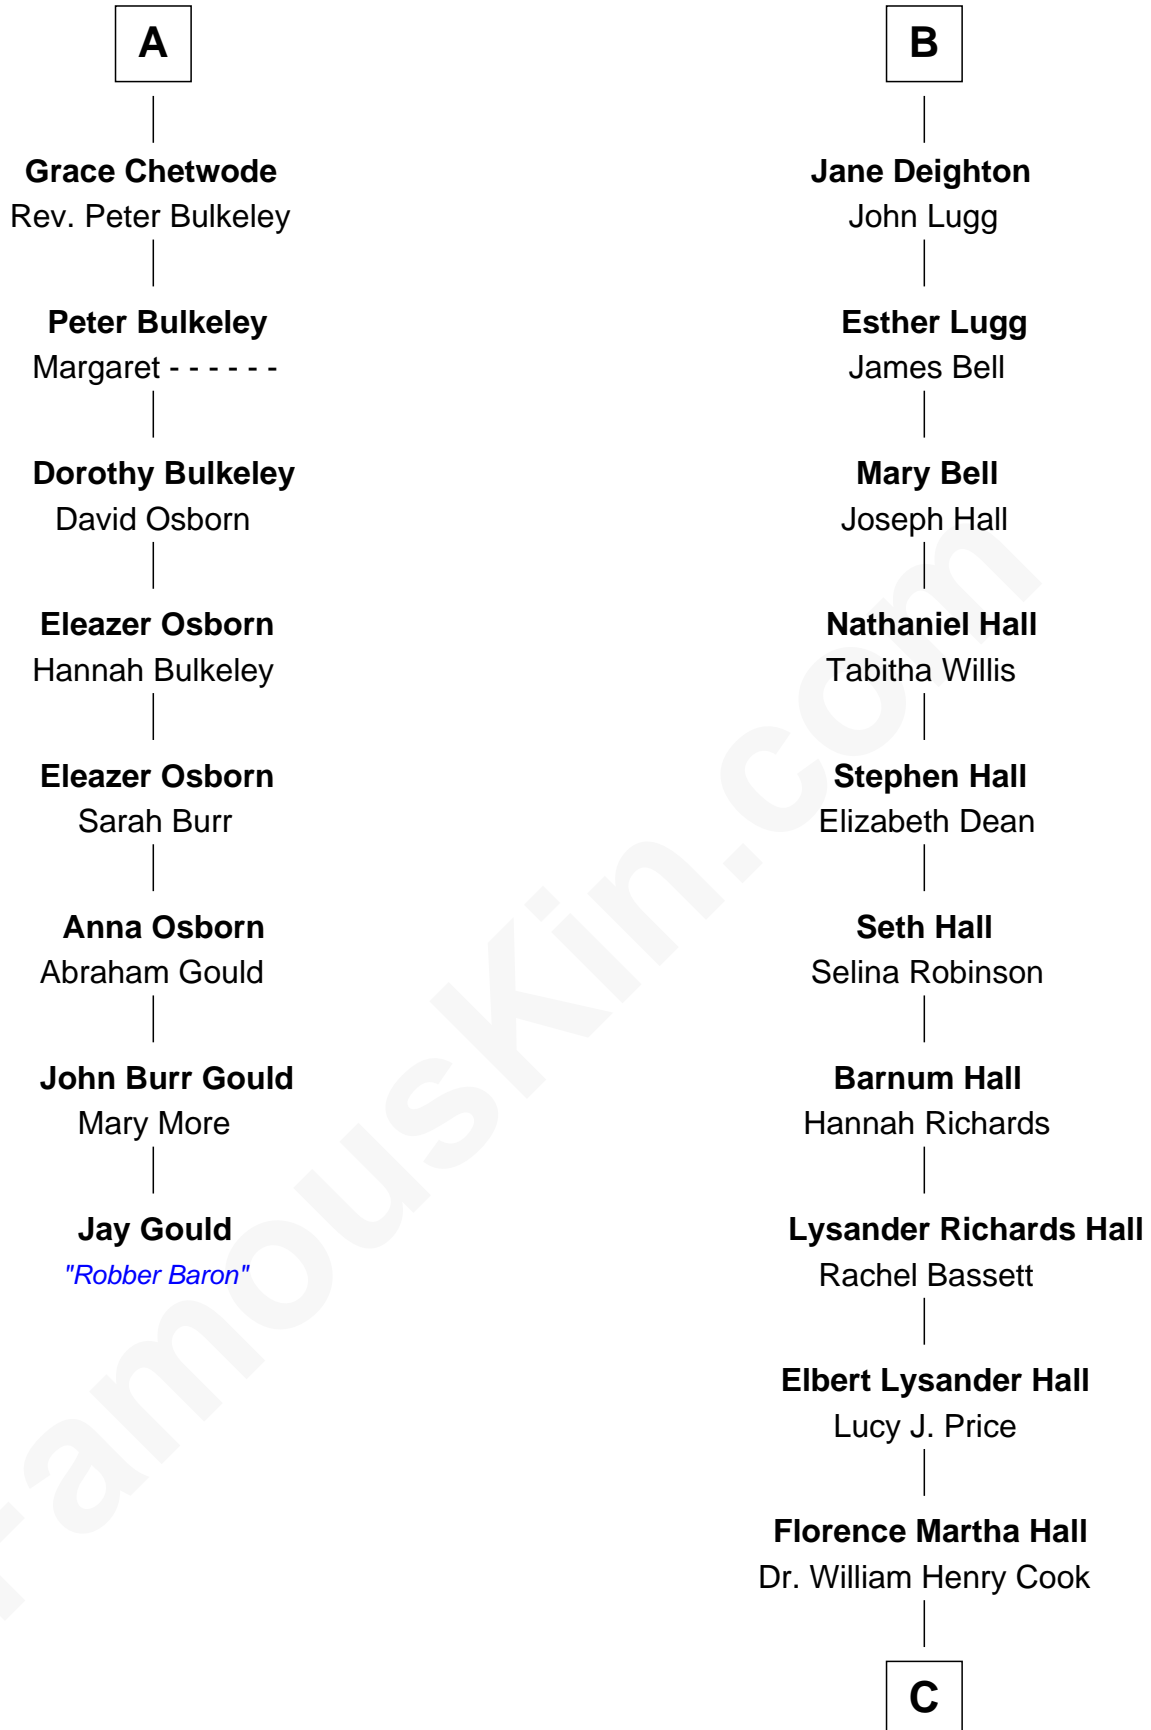 A
Grace Chetwode
Rev. Peter Bulkeley
Peter Bulkeley
Margaret - - - - - -
Dorothy Bulkeley
David Osborn
Eleazer Osborn
Hannah Bulkeley
Eleazer Osborn
Sarah Burr
Anna Osborn
Abraham Gould
John Burr Gould
Mary More
Jay Gould
"Robber Baron"
B
Jane Deighton
John Lugg
Esther Lugg
James Bell
Mary Bell
Joseph Hall
Nathaniel Hall
Tabitha Willis
Stephen Hall
Elizabeth Dean
Seth Hall
Selina Robinson
Barnum Hall
Hannah Richards
Lysander Richards Hall
Rachel Bassett
Elbert Lysander Hall
Lucy J. Price
Florence Martha Hall
Dr. William Henry Cook
C
FamousKin.com